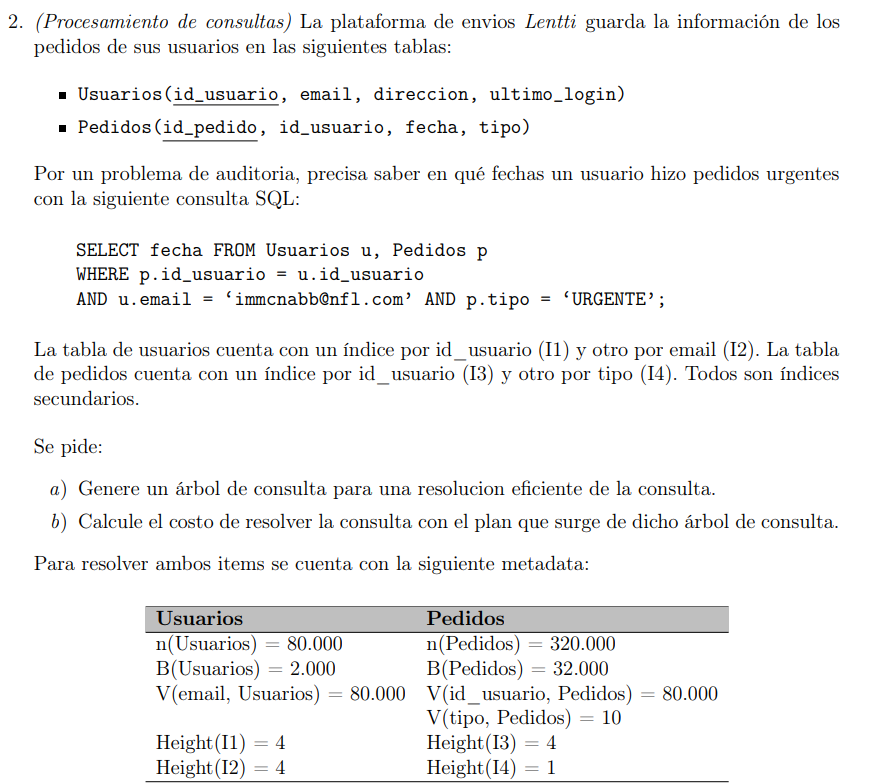 2. (Procesamiento de consultas) La plataforma de envios Lentti guarda la información de los
pedidos de sus usuarios en las siguientes tablas:
▪ Usuarios(id_usuario, email, direccion, ultimo_login)
▪ Pedidos(id_pedido, id_usuario, fecha, tipo)
Por un problema de auditoria, precisa saber en qué fechas un usuario hizo pedidos urgentes
con la siguiente consulta SQL:
SELECT fecha FROM Usuarios u, Pedidos p
WHERE p.id_usuario = u.id_usuario
AND u.email = ‘immcnabb@nfl.com’ AND p.tipo = ‘URGENTE’;
La tabla de usuarios cuenta con un índice por id_usuario (I1) y otro por email (I2). La tabla
de pedidos cuenta con un índice por id_usuario (I3) y otro por tipo (I4). Todos son índices
secundarios.
Se pide:
a) Genere un árbol de consulta para una resolucion eficiente de la consulta.
b) Calcule el costo de resolver la consulta con el plan que surge de dicho árbol de consulta.
Para resolver ambos items se cuenta con la siguiente metadata:
Usuarios Pedidos
n(Usuarios) = 80.000 n(Pedidos) = 320.000
B(Usuarios) = 2.000 B(Pedidos) = 32.000
V(email, Usuarios) = 80.000 V(id_usuario, Pedidos) = 80.000
V(tipo, Pedidos) = 10
Height(I1) = 4 Height(I3) = 4
Height(I2) = 4 Height(I4) = 1